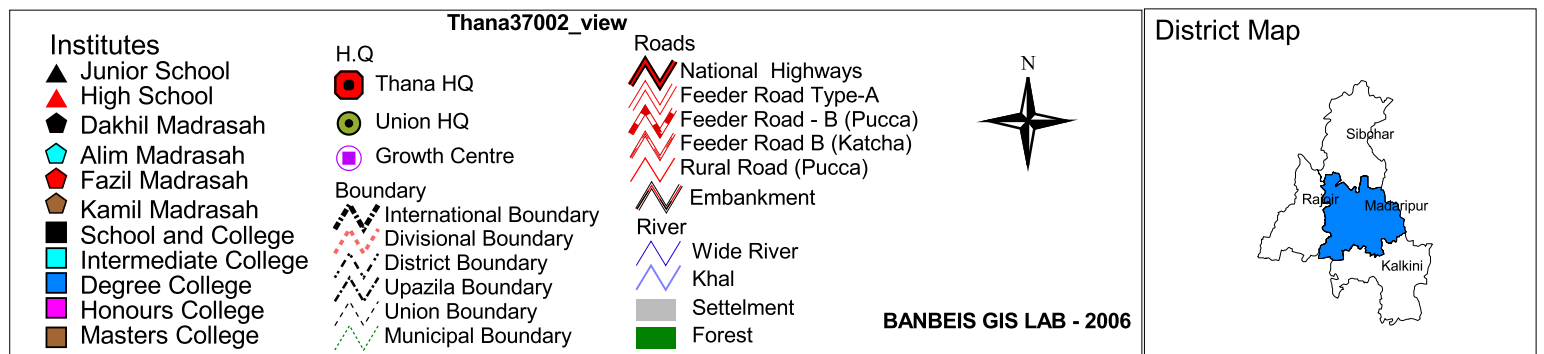 Thana37002_view
Institutes
Junior School
High School
Dakhil Madrasah
Alim Madrasah
Fazil Madrasah
Kamil Madrasah
School and College
Intermediate College
Degree College
Honours College
Masters College
H.Q
Thana HQ
Union HQ
Growth Centre
Boundary
International Boundary
Divisional Boundary
District Boundary
Upazila Boundary
Union Boundary
Municipal Boundary
Roads
National Highways
Feeder Road Type-A
Feeder Road - B (Pucca)
Feeder Road B (Katcha)
Rural Road (Pucca)
Embankment
River
Wide River
Khal
Settelment
Forest
N
BANBEIS GIS LAB - 2006
District Map
Sibchar
Rajoir
Madaripur
Kalkini